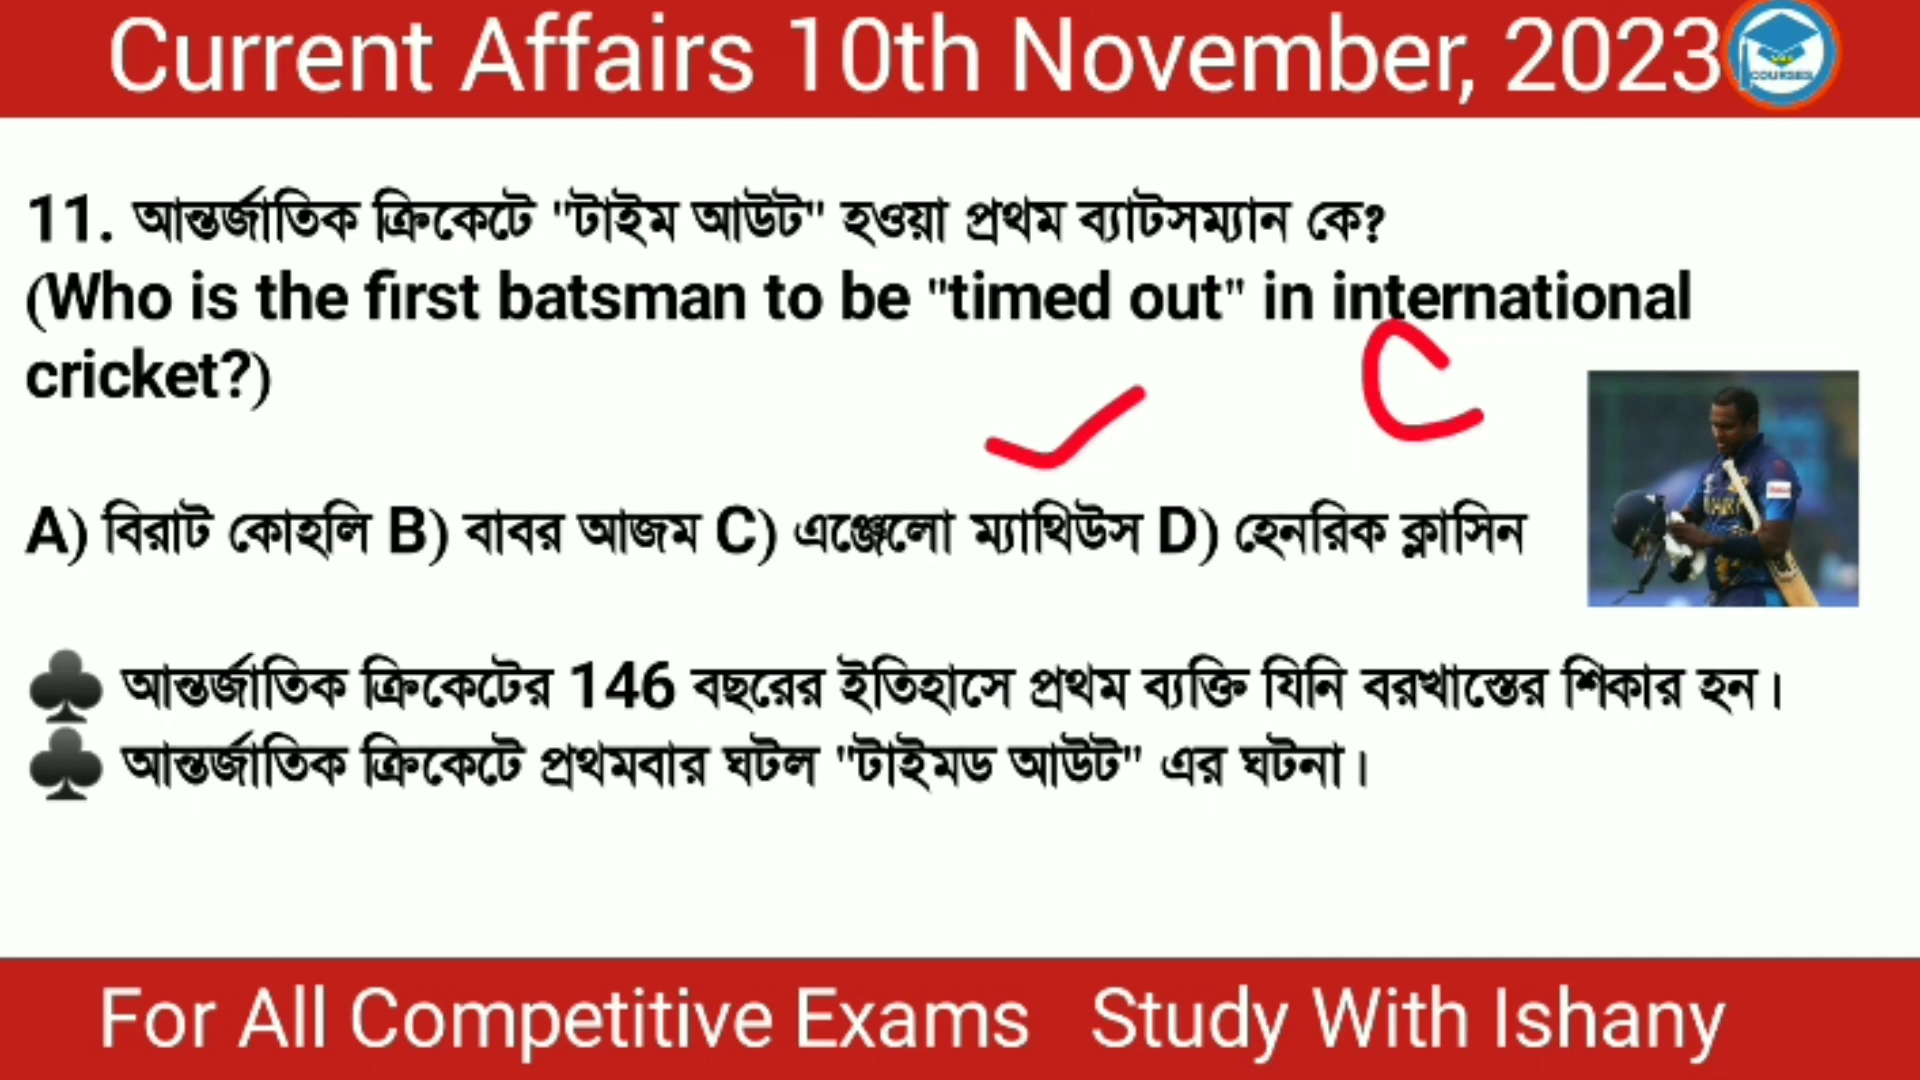 Current Affairs 10th November, 2023
COURSES
11. আন্তর্জাতিক ক্রিকেটে "টাইম আউট" হওয়া প্রথম ব্যাটসম্যান কে?
(Who is the first batsman to be "timed out" in international
cricket?)
C
A) বিরাট কোহলি B) বাবর আজম C) এঞ্জেলো ম্যাথিউস D) হেনরিক ক্লাসিন
আন্তর্জাতিক ক্রিকেটের 146 বছরের ইতিহাসে প্রথম ব্যক্তি যিনি বরখাস্তের শিকার হন।
আন্তর্জাতিক ক্রিকেটে প্রথমবার ঘটল "টাইমড আউট" এর ঘটনা।
For All Competitive Exams Study With Ishany